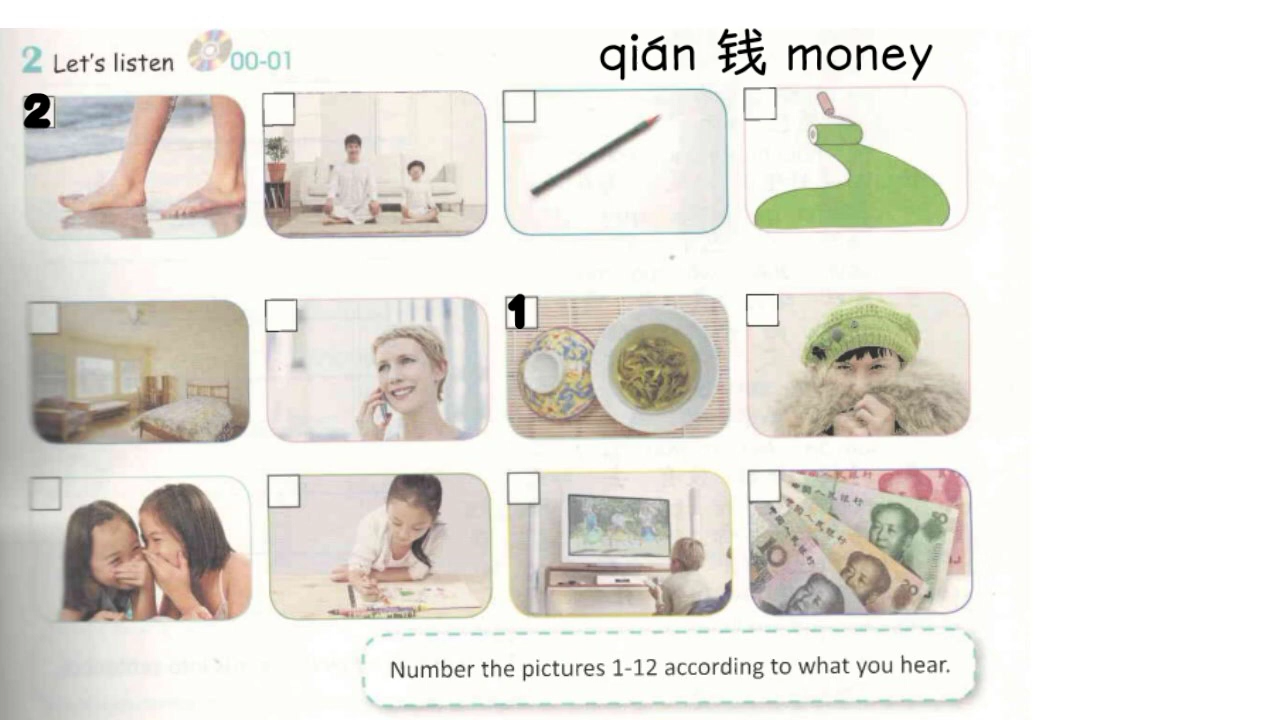 2 Let's listen 00-01
qián 钱 money
2
1
Number the pictures 1-12 according to what you hear.